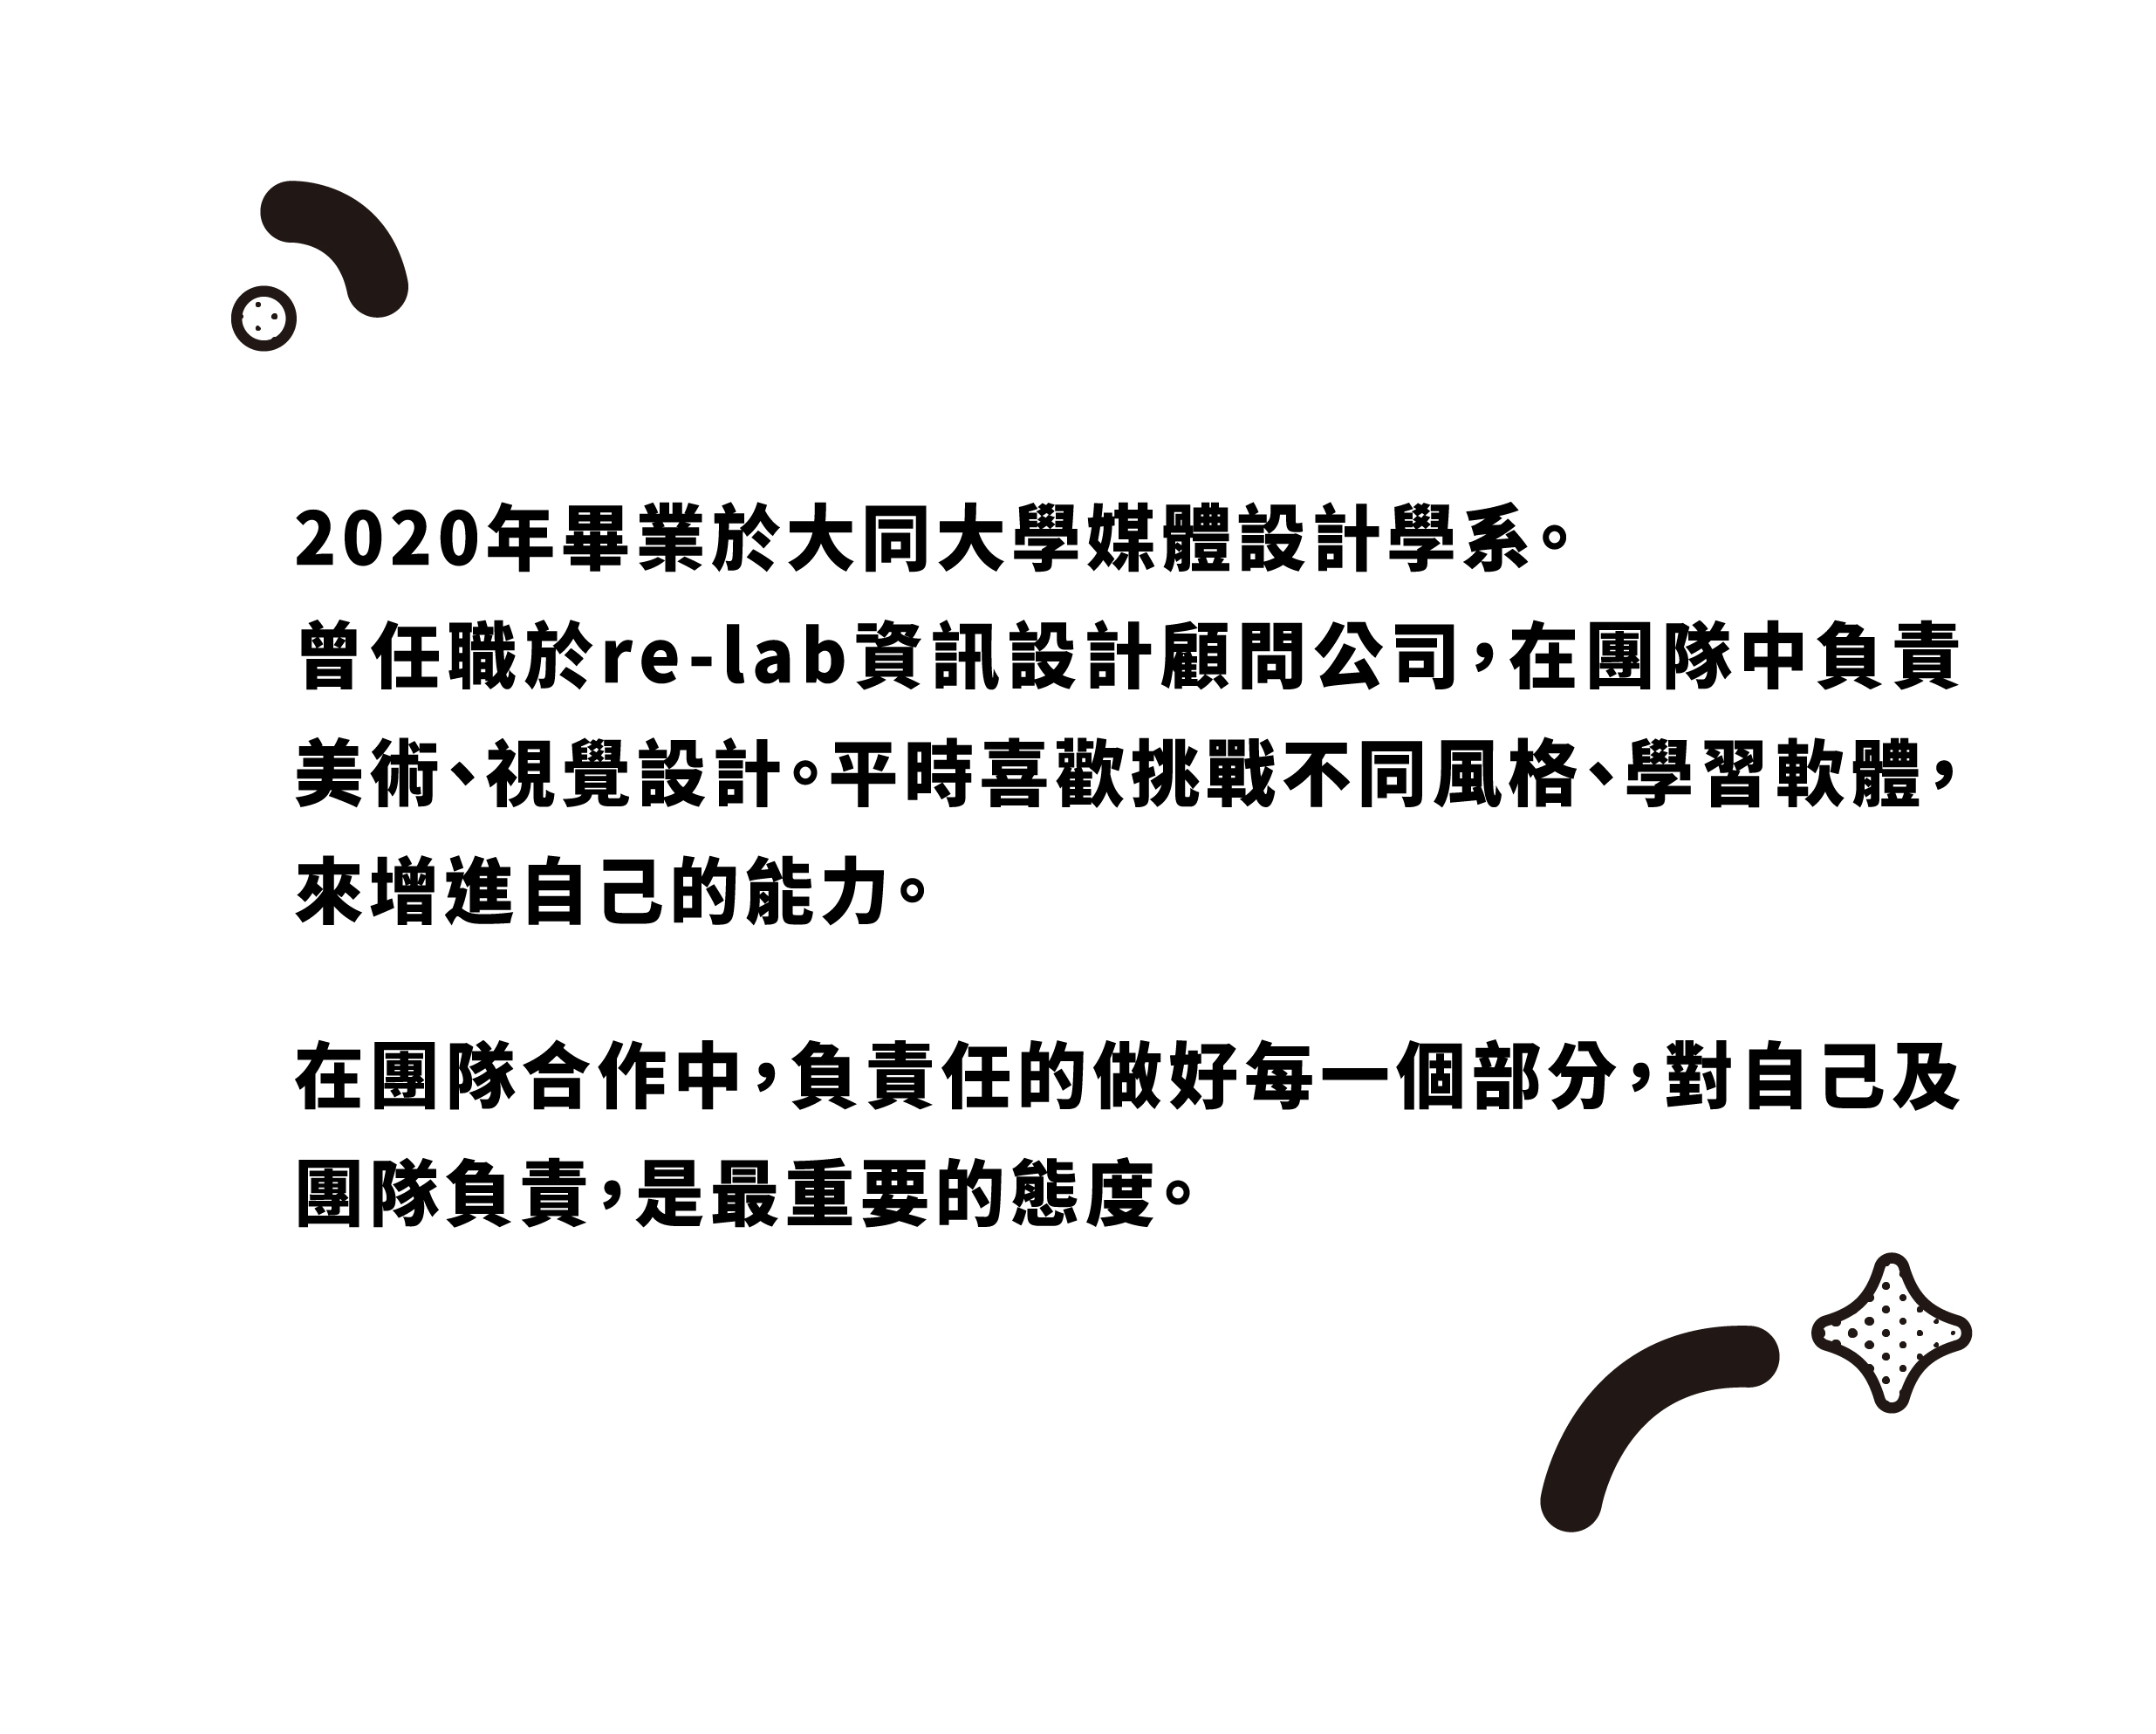 2020年畢業於大同大學媒體設計學系。
曾任職於re-lab資訊設計顧問公司，在團隊中負責
美術、視覺設計。平時喜歡挑戰不同風格、學習軟體，
來增進自己的能力。
在團隊合作中，負責任的做好每一個部分，對自己及
團隊負責，是最重要的態度。